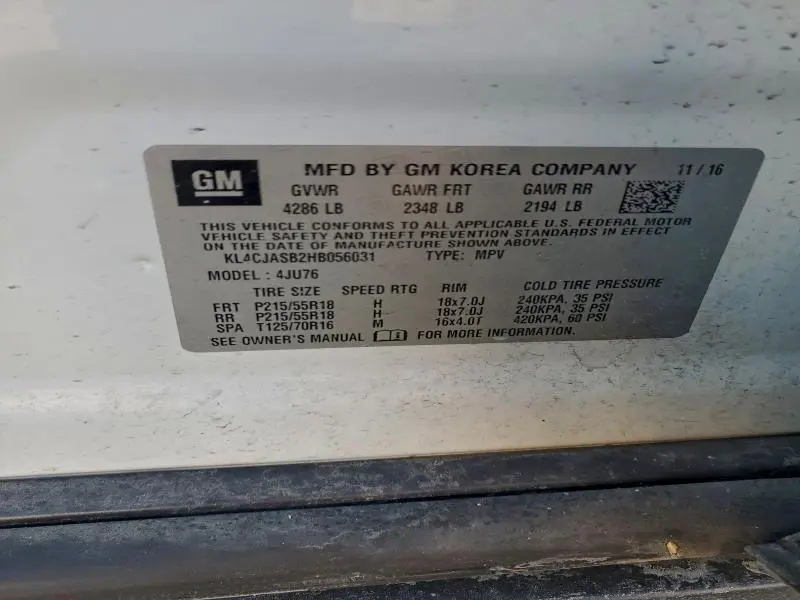 GM
MFD BY GM KOREA COMPANY 11/16
GVWR GAWR FRT GAWR RR
4286 LB 2348 LB 2194 LB
THIS VEHICLE CONFORMS TO ALL APPLICABLE U.S. FEDERAL MOTOR
VEHICLE SAFETY AND THEFT PREVENTION STANDARDS IN EFFECT
ON THE DATE OF MANUFACTURE SHOWN ABOVE.
KL4CJASB2HB056031 TYPE: MPV
MODEL : 4JU76
TIRE SIZE SPEED RTG RIM COLD TIRE PRESSURE
FRT P215/55R18 H 18x7.0J 240KPA, 35 PSI
RR P215/55R18 H 18x7.0J 240KPA, 35 PSI
SPA T125/70R16 M 16x4.0T 420KPA, 60 PSI
SEE OWNER'S MANUAL FOR MORE INFORMATION.